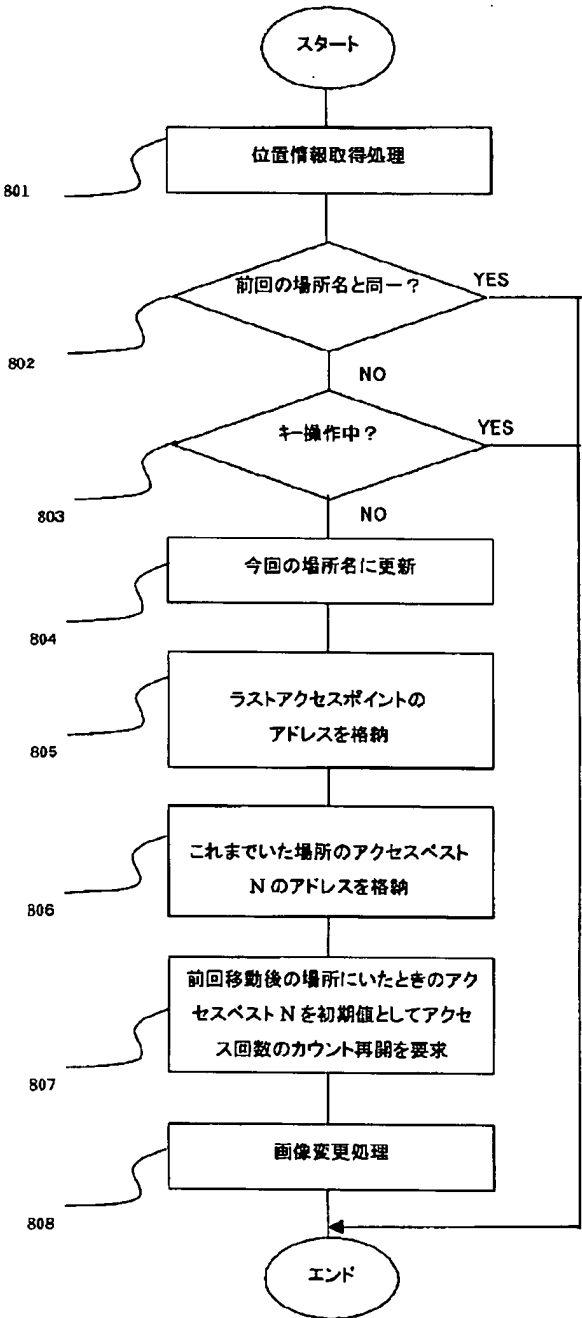 スタート
位置情報取得処理
801
前回の場所名と同一？
YES
802
NO
キー操作中？
YES
803
NO
今回の場所名に更新
804
ラストアクセスポイントの
アドレスを格納
805
これまでいた場所のアクセスベスト
N のアドレスを格納
806
前回移動後の場所にいたときのアク
セスベスト N を初期値としてアクセ
ス回数のカウント再開を要求
807
画像変更処理
808
エンド